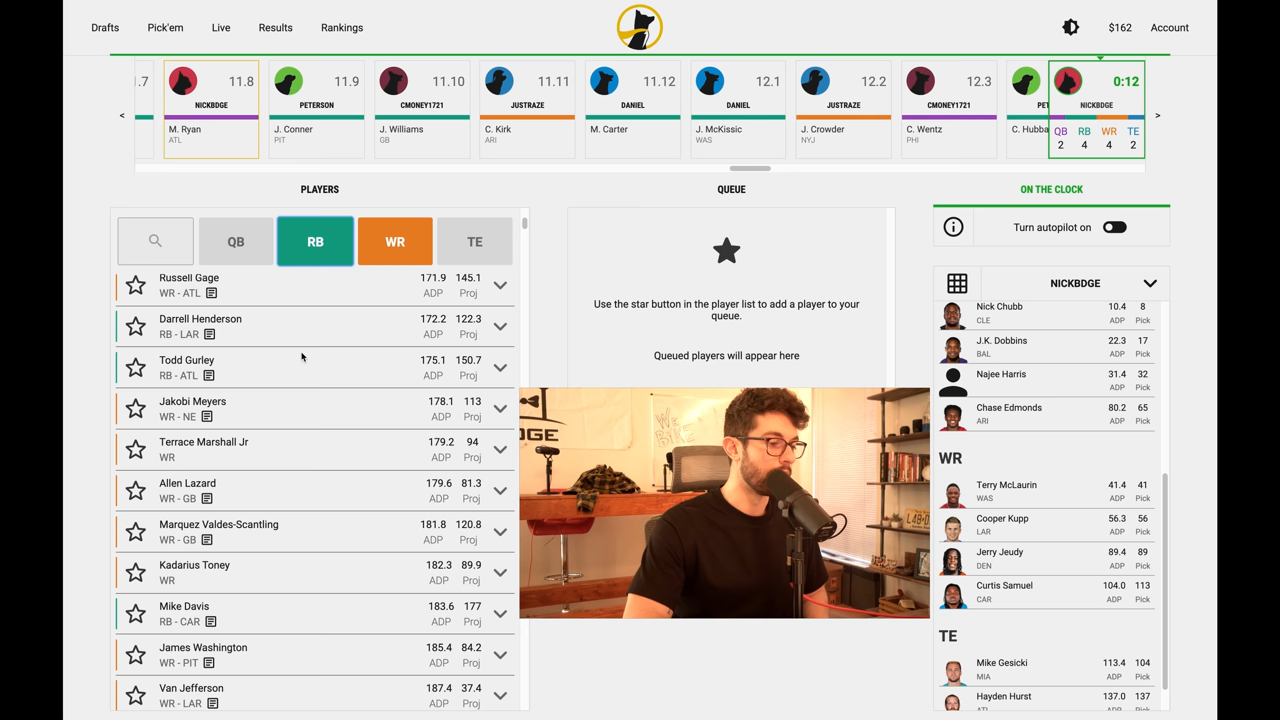 Drafts Pick'em Live Results Rankings $162 Account
.7 11.8 11.9 11.10 11.11 11.12 12.1 12.2 12.3 0:12
NICKBDGE PETERSON CMONEY1721 JUSTRAZE DANIEL DANIEL JUSTRAZE CMONEY1721 PET NICKBDGE
< M. Ryan J. Conner J. Williams C. Kirk M. Carter J. McKissic J. Crowder C. Wentz C. Hubba QB RB WR TE >
ATL PIT GB ARI WAS NYJ PHI 2 4 4 2
PLAYERS QUEUE ON THE CLOCK
QB RB WR TE
Turn autopilot on
Russell Gage 171.9 145.1
WR - ATL ADP Proj
Darrell Henderson 172.2 122.3
RB - LAR ADP Proj
Todd Gurley 175.1 150.7
RB - ATL ADP Proj
Jakobi Meyers 178.1 113
WR - NE ADP Proj
Terrace Marshall Jr 179.2 94
WR ADP Proj
Allen Lazard 179.6 81.3
WR - GB ADP Proj
Marquez Valdes-Scantling 181.8 120.8
WR - GB ADP Proj
Kadarius Toney 182.3 89.9
WR ADP Proj
Mike Davis 183.6 177
RB - CAR ADP Proj
James Washington 185.4 84.2
WR - PIT ADP Proj
Van Jefferson 187.4 37.4
WR - LAR ADP Proj
Use the star button in the player list to add a player to your
queue.
Queued players will appear here
DGE
WE
NICKBDGE
Nick Chubb 10.4 8
CLE ADP Pick
J.K. Dobbins 22.3 17
BAL ADP Pick
Najee Harris 31.4 32
ADP Pick
Chase Edmonds 80.2 65
ARI ADP Pick
WR
Terry McLaurin 41.4 41
WAS ADP Pick
Cooper Kupp 56.3 56
LAR ADP Pick
Jerry Jeudy 89.4 89
DEN ADP Pick
Curtis Samuel 104.0 113
CAR ADP Pick
TE
Mike Gesicki 113.4 104
MIA ADP Pick
Hayden Hurst 137.0 137
ATL ADP Pick